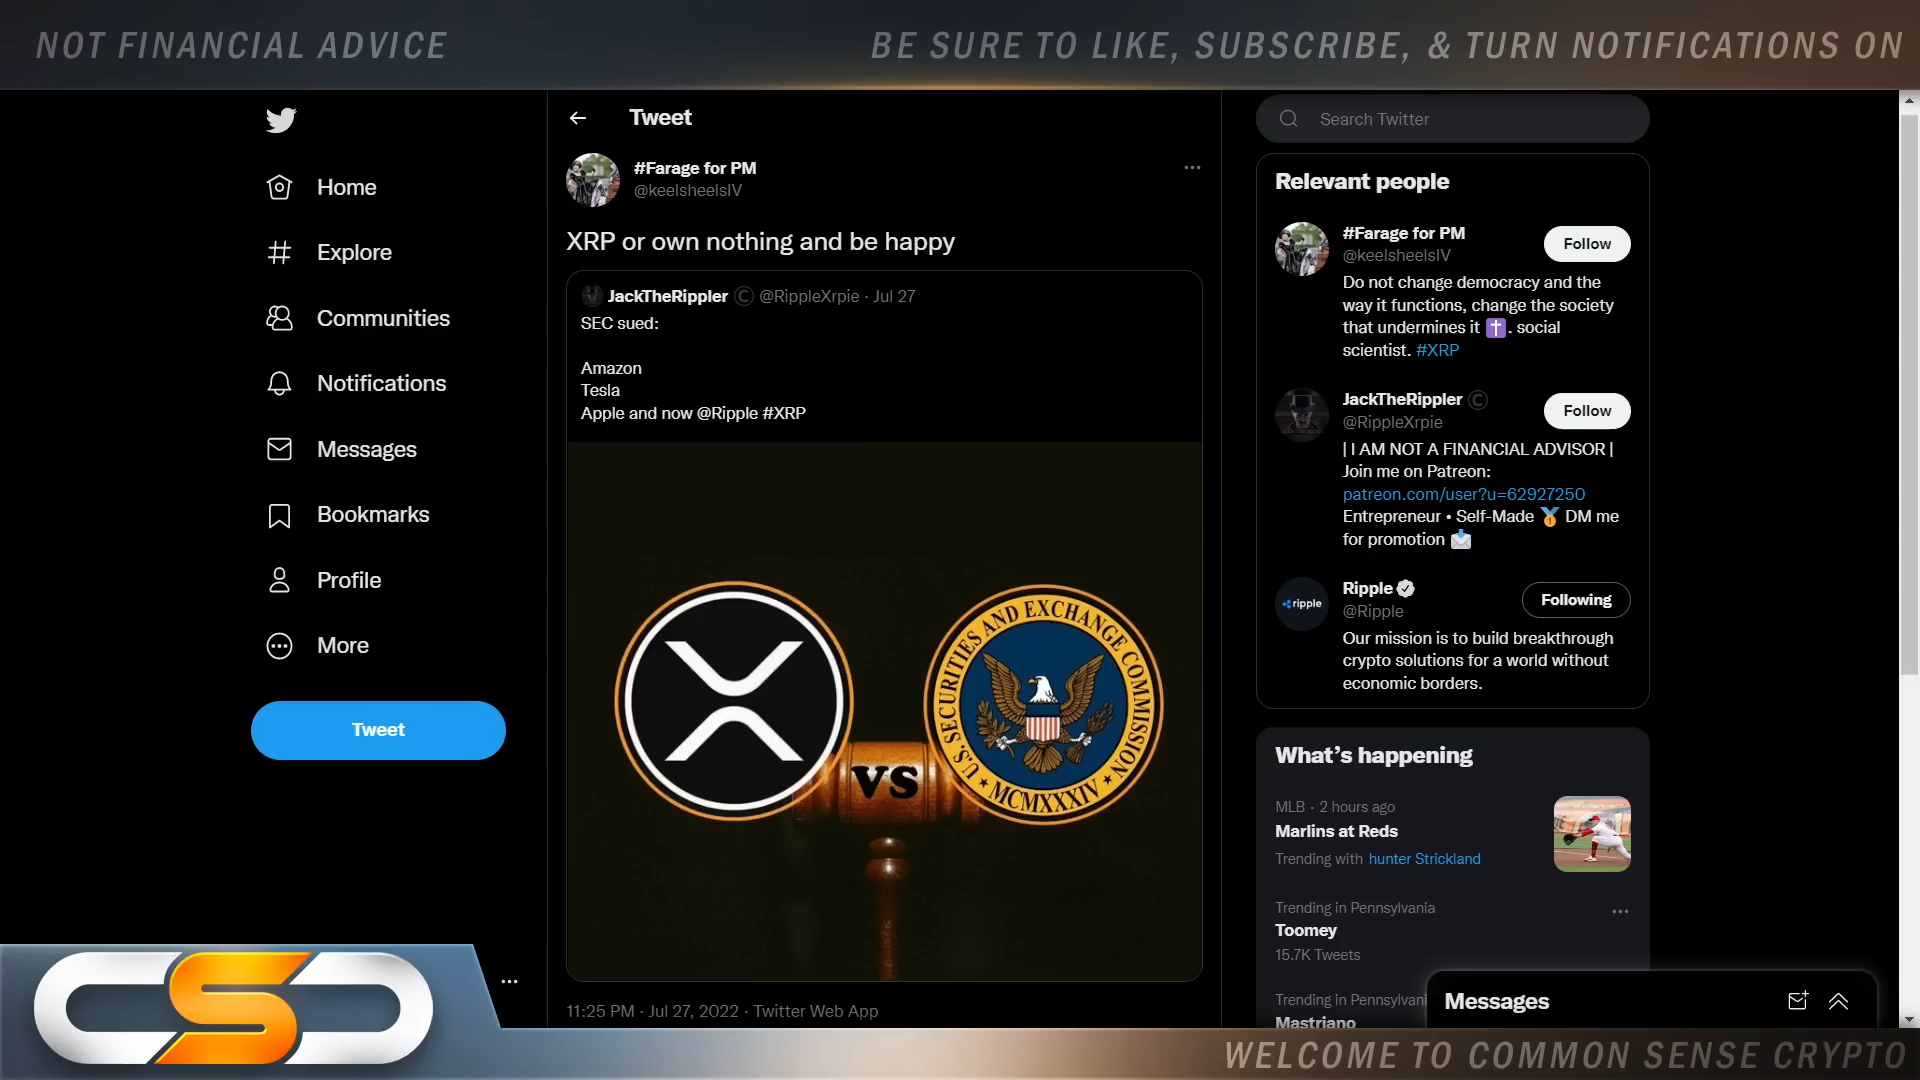 NOT FINANCIAL ADVICE
BE SURE TO LIKE, SUBSCRIBE, & TURN NOTIFICATIONS ON
Home
Explore
Communities
Notifications
Messages
Bookmarks
Profile
More
Tweet
Tweet
#Farage for PM
@keelsheelsIV
XRP or own nothing and be happy
JackTheRippler Ⓒ @RippleXrpie · Jul 27
SEC sued:
Amazon
Tesla
Apple and now @Ripple #XRP
VS
U.S. SECURITIES AND EXCHANGE COMMISSION
MCMXXXIV
11:25 PM · Jul 27, 2022 · Twitter Web App
Search Twitter
Relevant people
#Farage for PM
@keelsheelsIV
Follow
Do not change democracy and the
way it functions, change the society
that undermines it ✝️. social
scientist. #XRP
JackTheRippler Ⓒ
@RippleXrpie
Follow
| I AM NOT A FINANCIAL ADVISOR |
Join me on Patreon:
patreon.com/user?u=62927250
Entrepreneur • Self-Made 🥇 DM me
for promotion 📩
ripple
Ripple
@Ripple
Following
Our mission is to build breakthrough
crypto solutions for a world without
economic borders.
What's happening
MLB · 2 hours ago
Marlins at Reds
Trending with hunter Strickland
Trending in Pennsylvania
Toomey
15.7K Tweets
Trending in Pennsylvani
Mastriano
Messages
CSC
WELCOME TO COMMON SENSE CRYPTO